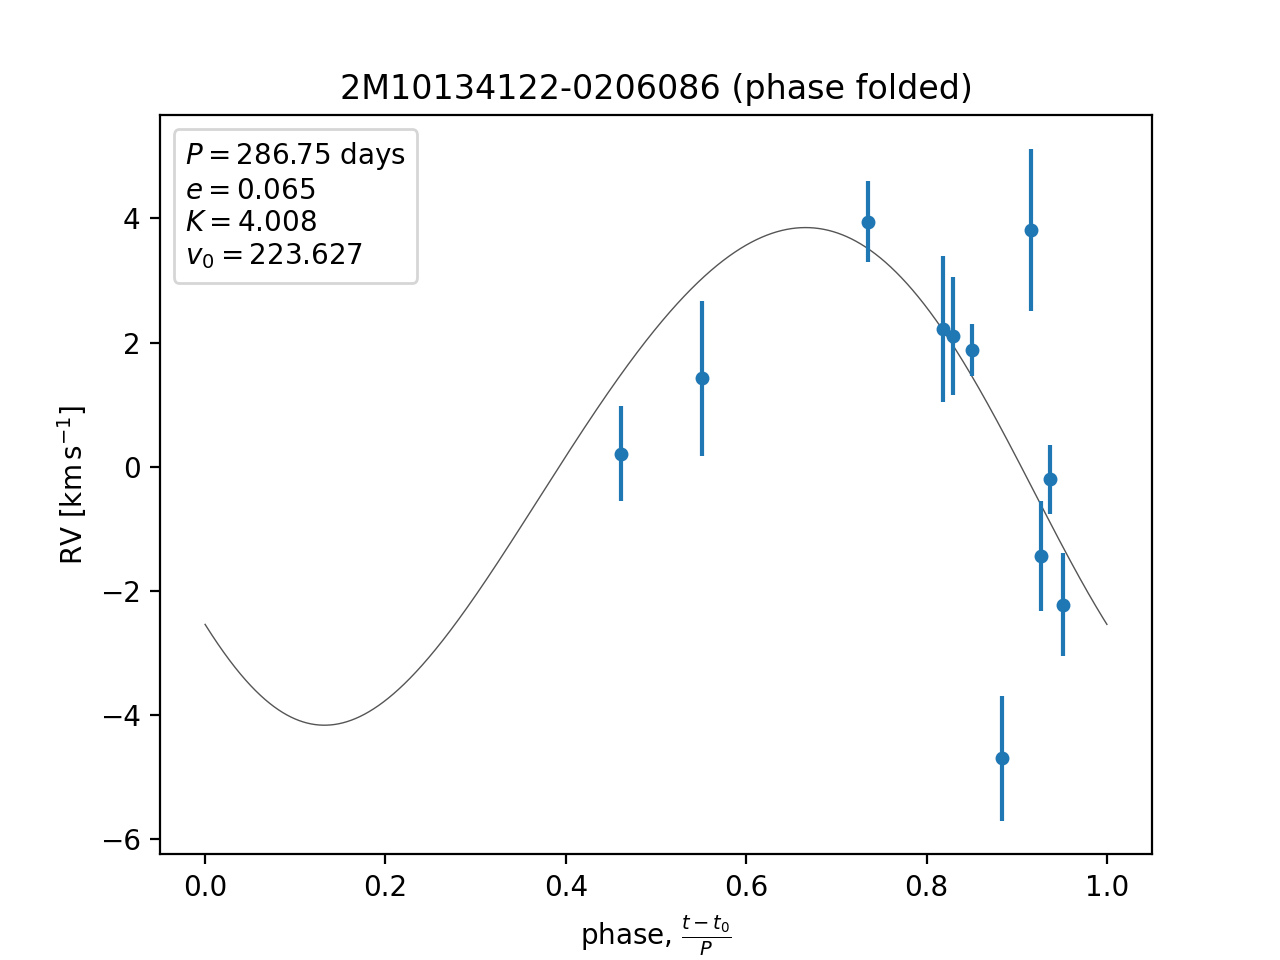 2M10134122-0206086 (phase folded)
P = 286.75 days
e = 0.065
K = 4.008
v₀ = 223.627
4
2
0
−2
−4
−6
RV [km s⁻¹]
0.0 0.2 0.4 0.6 0.8 1.0
phase, (t − t₀)/P